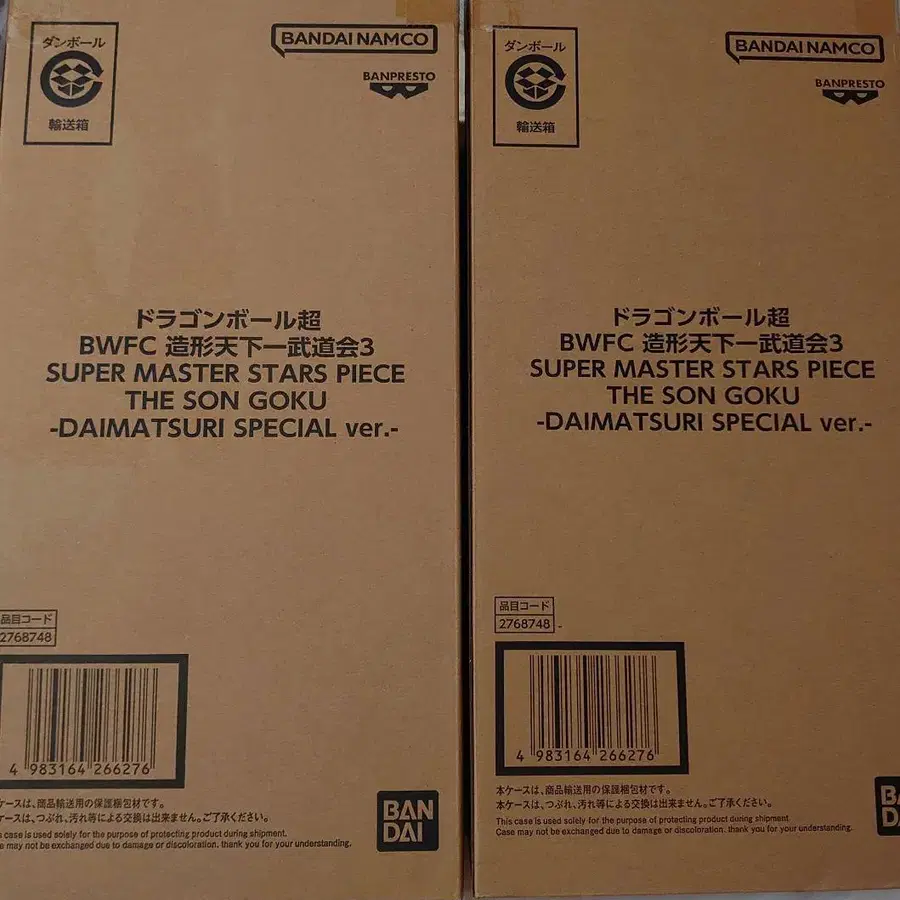 ダンボール
輸送箱
BANDAI NAMCO
BANPRESTO
ドラゴンボール超
BWFC 造形天下一武道会3
SUPER MASTER STARS PIECE
THE SON GOKU
-DAIMATSURI SPECIAL ver.-
品目コード
2768748
4 983164 266276
ケースは、商品輸送用の保護梱包材です。
ケースは、つぶれ、汚れ等による交換は出来ません。ご了承ください。
case is used solely for the purpose of protecting product during shipment.
may not be exchanged due to damage or discoloration. thank you for your understanding.
BAN
DAI
ダンボール
輸送箱
BANDAI NAMCO
BANPRESTO
ドラゴンボール超
BWFC 造形天下一武道会3
SUPER MASTER STARS PIECE
THE SON GOKU
-DAIMATSURI SPECIAL ver.-
品目コード
2768748
4 983164 266276
本ケースは、商品輸送用の保護梱包材です。
本ケースは、つぶれ、汚れ等による交換は出来ません。ご了承ください。
This case is used solely for the purpose of protecting product during shipment.
Case may not be exchanged due to damage or discoloration. thank you for your understanding.